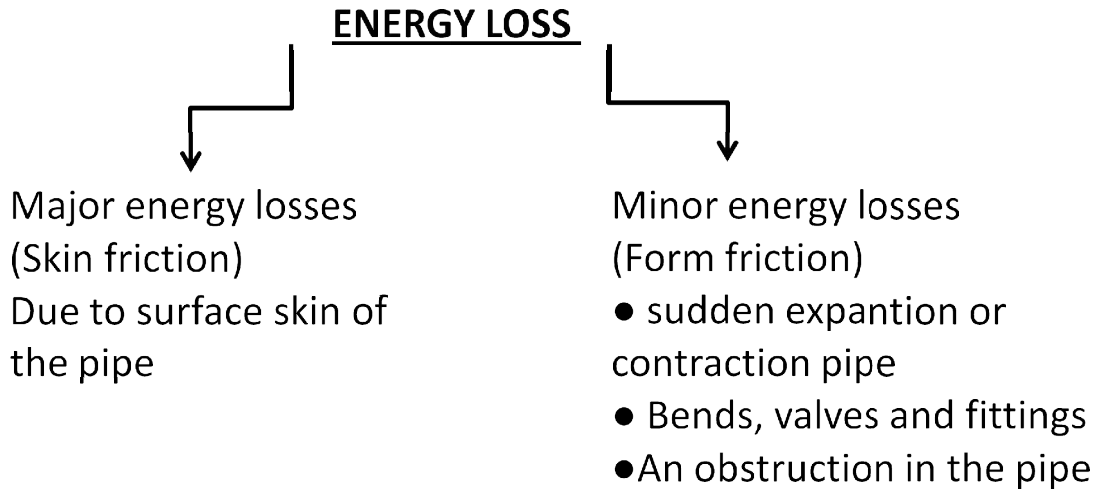 ENERGY LOSS
Major energy losses
(Skin friction)
Due to surface skin of
the pipe
Minor energy losses
(Form friction)
● sudden expantion or
contraction pipe
● Bends, valves and fittings
●An obstruction in the pipe